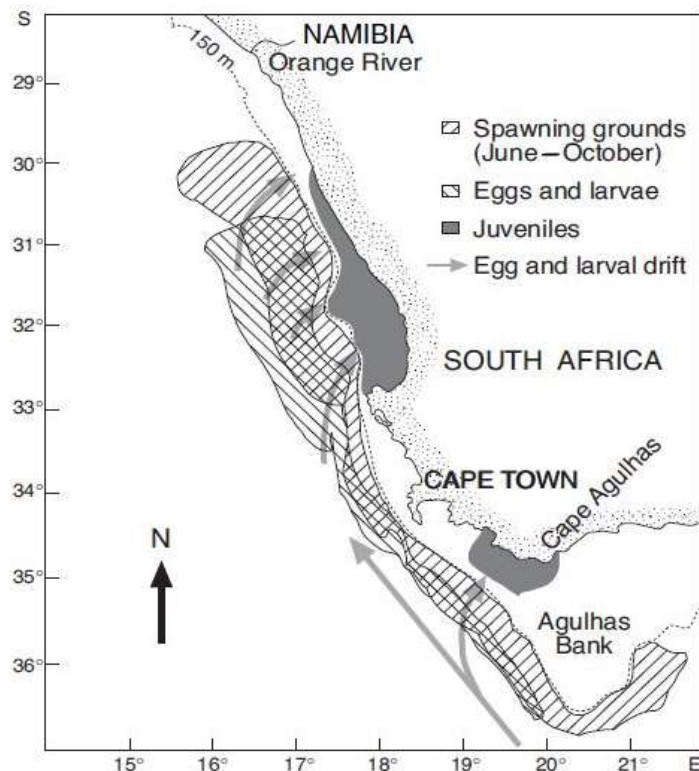 S
NAMIBIA
Orange River
150 m
29°
30°
31°
32°
33°
34°
35°
36°
Spawning grounds
(June–October)
Eggs and larvae
Juveniles
Egg and larval drift
SOUTH AFRICA
CAPE TOWN
Cape Agulhas
N
Agulhas
Bank
15° 16° 17° 18° 19° 20° 21° E